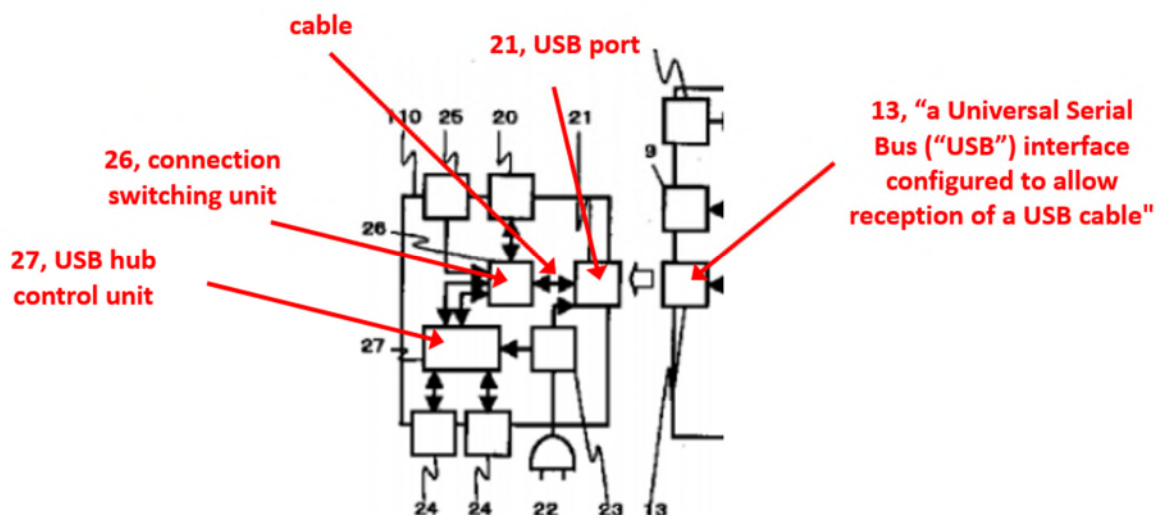 cable
21, USB port
13, “a Universal Serial
Bus (“USB”) interface
configured to allow
reception of a USB cable"
110 25 20 21
9
26, connection
switching unit
26
27, USB hub
control unit
27
24 24 22 23 13